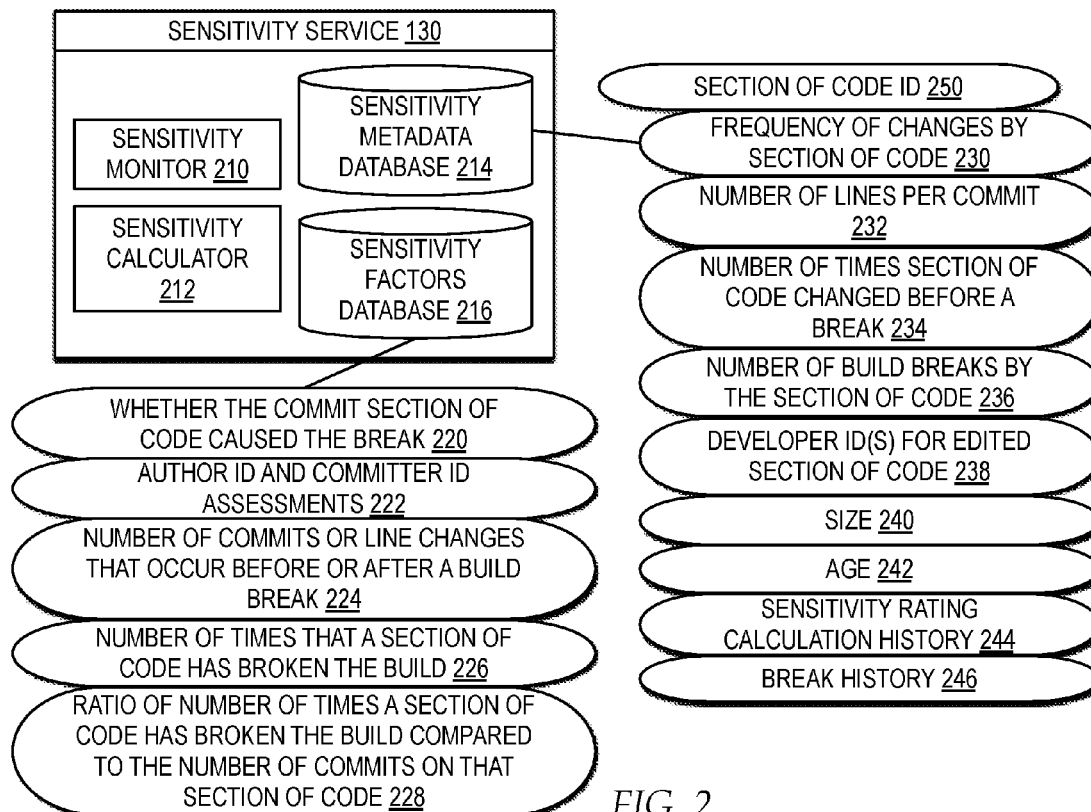 SENSITIVITY SERVICE 130
SENSITIVITY
MONITOR 210
SENSITIVITY
CALCULATOR
212
SENSITIVITY
METADATA
DATABASE 214
SENSITIVITY
FACTORS
DATABASE 216
WHETHER THE COMMIT SECTION OF
CODE CAUSED THE BREAK 220
AUTHOR ID AND COMMITTER ID
ASSESSMENTS 222
NUMBER OF COMMITS OR LINE CHANGES
THAT OCCUR BEFORE OR AFTER A BUILD
BREAK 224
NUMBER OF TIMES THAT A SECTION OF
CODE HAS BROKEN THE BUILD 226
RATIO OF NUMBER OF TIMES A SECTION OF
CODE HAS BROKEN THE BUILD COMPARED
TO THE NUMBER OF COMMITS ON THAT
SECTION OF CODE 228
SECTION OF CODE ID 250
FREQUENCY OF CHANGES BY
SECTION OF CODE 230
NUMBER OF LINES PER COMMIT
232
NUMBER OF TIMES SECTION OF
CODE CHANGED BEFORE A
BREAK 234
NUMBER OF BUILD BREAKS BY
THE SECTION OF CODE 236
DEVELOPER ID(S) FOR EDITED
SECTION OF CODE 238
SIZE 240
AGE 242
SENSITIVITY RATING
CALCULATION HISTORY 244
BREAK HISTORY 246
FIG. 2